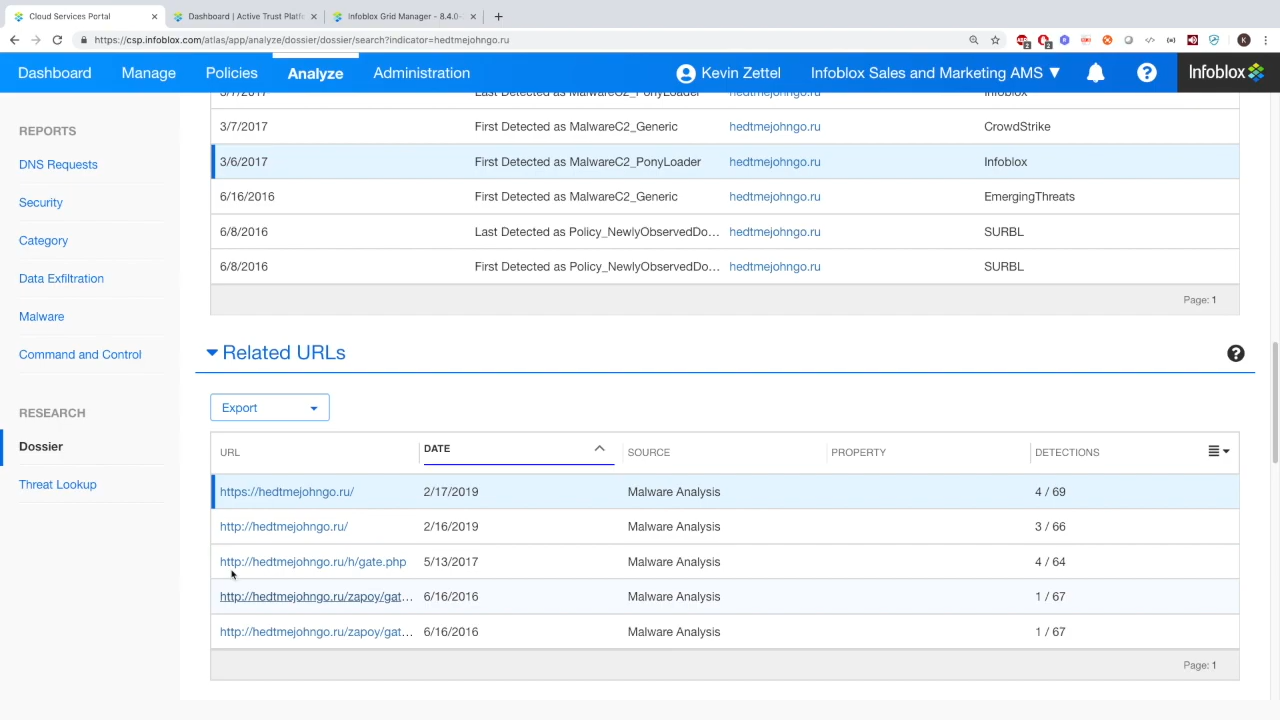 Cloud Services Portal
Dashboard | Active Trust Platf
Infoblox Grid Manager - 8.4.0-
https://csp.infoblox.com/atlas/app/analyze/dossier/dossier/search?indicator=hedtmejohngo.ru
Dashboard Manage Policies Analyze Administration Kevin Zettel Infoblox Sales and Marketing AMS Infoblox
REPORTS
DNS Requests
Security
Category
Data Exfiltration
Malware
Command and Control
RESEARCH
Dossier
Threat Lookup
3/7/2017 Last Detected as MalwareC2_PonyLoader hedtmejohngo.ru Infoblox
3/7/2017 First Detected as MalwareC2_Generic hedtmejohngo.ru CrowdStrike
3/6/2017 First Detected as MalwareC2_PonyLoader hedtmejohngo.ru Infoblox
6/16/2016 First Detected as MalwareC2_Generic hedtmejohngo.ru EmergingThreats
6/8/2016 Last Detected as Policy_NewlyObservedDo... hedtmejohngo.ru SURBL
6/8/2016 First Detected as Policy_NewlyObservedDo... hedtmejohngo.ru SURBL
Page: 1
Related URLs
Export
URL DATE SOURCE PROPERTY DETECTIONS
https://hedtmejohngo.ru/ 2/17/2019 Malware Analysis 4 / 69
http://hedtmejohngo.ru/ 2/16/2019 Malware Analysis 3 / 66
http://hedtmejohngo.ru/h/gate.php 5/13/2017 Malware Analysis 4 / 64
http://hedtmejohngo.ru/zapoy/gat... 6/16/2016 Malware Analysis 1 / 67
http://hedtmejohngo.ru/zapoy/gat... 6/16/2016 Malware Analysis 1 / 67
Page: 1